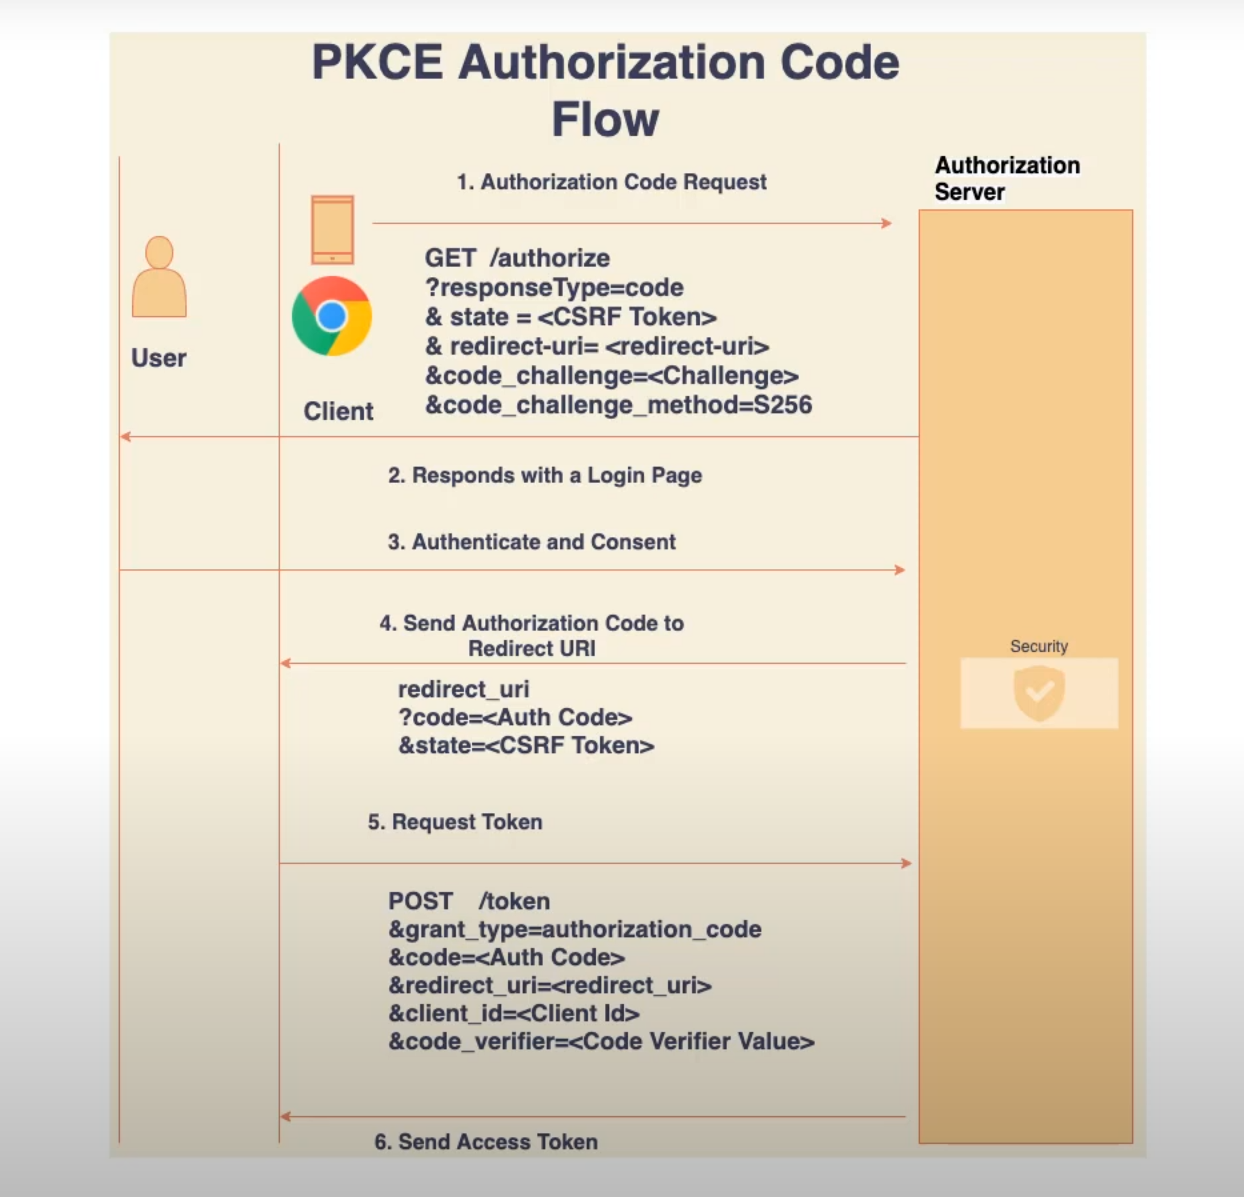 PKCE Authorization Code
Flow
1. Authorization Code Request
Authorization
Server
GET /authorize
?responseType=code
& state = <CSRF Token>
& redirect-uri= <redirect-uri>
&code_challenge=<Challenge>
&code_challenge_method=S256
User
Client
2. Responds with a Login Page
3. Authenticate and Consent
4. Send Authorization Code to
Redirect URI
redirect_uri
?code=<Auth Code>
&state=<CSRF Token>
Security
5. Request Token
POST /token
&grant_type=authorization_code
&code=<Auth Code>
&redirect_uri=<redirect_uri>
&client_id=<Client Id>
&code_verifier=<Code Verifier Value>
6. Send Access Token